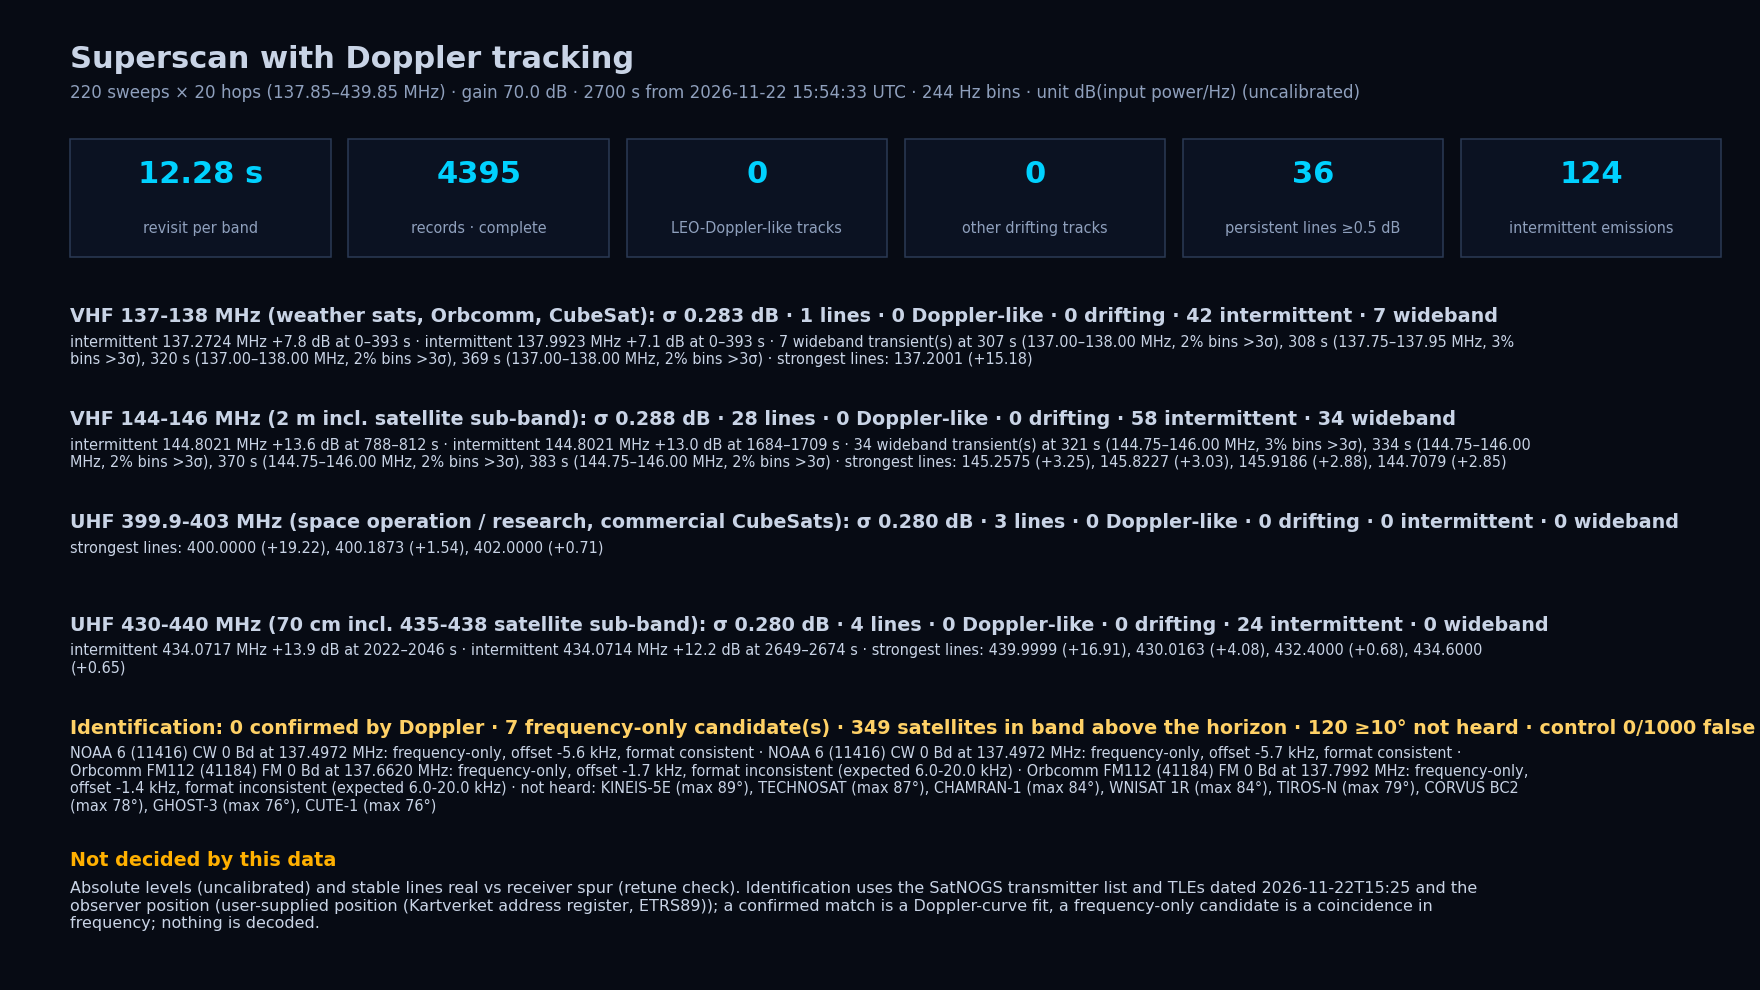 Superscan with Doppler tracking
220 sweeps × 20 hops (137.85–439.85 MHz) · gain 70.0 dB · 2700 s from 2026-11-22 15:54:33 UTC · 244 Hz bins · unit dB(input power/Hz) (uncalibrated)
12.28 s
revisit per band
4395
records · complete
0
LEO-Doppler-like tracks
0
other drifting tracks
36
persistent lines ≥0.5 dB
124
intermittent emissions
VHF 137-138 MHz (weather sats, Orbcomm, CubeSat): σ 0.283 dB · 1 lines · 0 Doppler-like · 0 drifting · 42 intermittent · 7 wideband
intermittent 137.2724 MHz +7.8 dB at 0–393 s · intermittent 137.9923 MHz +7.1 dB at 0–393 s · 7 wideband transient(s) at 307 s (137.00–138.00 MHz, 2% bins >3σ), 308 s (137.75–137.95 MHz, 3%
bins >3σ), 320 s (137.00–138.00 MHz, 2% bins >3σ), 369 s (137.00–138.00 MHz, 2% bins >3σ) · strongest lines: 137.2001 (+15.18)
VHF 144-146 MHz (2 m incl. satellite sub-band): σ 0.288 dB · 28 lines · 0 Doppler-like · 0 drifting · 58 intermittent · 34 wideband
intermittent 144.8021 MHz +13.6 dB at 788–812 s · intermittent 144.8021 MHz +13.0 dB at 1684–1709 s · 34 wideband transient(s) at 321 s (144.75–146.00 MHz, 3% bins >3σ), 334 s (144.75–146.00
MHz, 2% bins >3σ), 370 s (144.75–146.00 MHz, 2% bins >3σ), 383 s (144.75–146.00 MHz, 2% bins >3σ) · strongest lines: 145.2575 (+3.25), 145.8227 (+3.03), 145.9186 (+2.88), 144.7079 (+2.85)
UHF 399.9-403 MHz (space operation / research, commercial CubeSats): σ 0.280 dB · 3 lines · 0 Doppler-like · 0 drifting · 0 intermittent · 0 wideband
strongest lines: 400.0000 (+19.22), 400.1873 (+1.54), 402.0000 (+0.71)
UHF 430-440 MHz (70 cm incl. 435-438 satellite sub-band): σ 0.280 dB · 4 lines · 0 Doppler-like · 0 drifting · 24 intermittent · 0 wideband
intermittent 434.0717 MHz +13.9 dB at 2022–2046 s · intermittent 434.0714 MHz +12.2 dB at 2649–2674 s · strongest lines: 439.9999 (+16.91), 430.0163 (+4.08), 432.4000 (+0.68), 434.6000
(+0.65)
Identification: 0 confirmed by Doppler · 7 frequency-only candidate(s) · 349 satellites in band above the horizon · 120 ≥10° not heard · control 0/1000 false
NOAA 6 (11416) CW 0 Bd at 137.4972 MHz: frequency-only, offset -5.6 kHz, format consistent · NOAA 6 (11416) CW 0 Bd at 137.4972 MHz: frequency-only, offset -5.7 kHz, format consistent ·
Orbcomm FM112 (41184) FM 0 Bd at 137.6620 MHz: frequency-only, offset -1.7 kHz, format inconsistent (expected 6.0-20.0 kHz) · Orbcomm FM112 (41184) FM 0 Bd at 137.7992 MHz: frequency-only,
offset -1.4 kHz, format inconsistent (expected 6.0-20.0 kHz) · not heard: KINEIS-5E (max 89°), TECHNOSAT (max 87°), CHAMRAN-1 (max 84°), WNISAT 1R (max 84°), TIROS-N (max 79°), CORVUS BC2
(max 78°), GHOST-3 (max 76°), CUTE-1 (max 76°)
Not decided by this data
Absolute levels (uncalibrated) and stable lines real vs receiver spur (retune check). Identification uses the SatNOGS transmitter list and TLEs dated 2026-11-22T15:25 and the
observer position (user-supplied position (Kartverket address register, ETRS89)); a confirmed match is a Doppler-curve fit, a frequency-only candidate is a coincidence in
frequency; nothing is decoded.